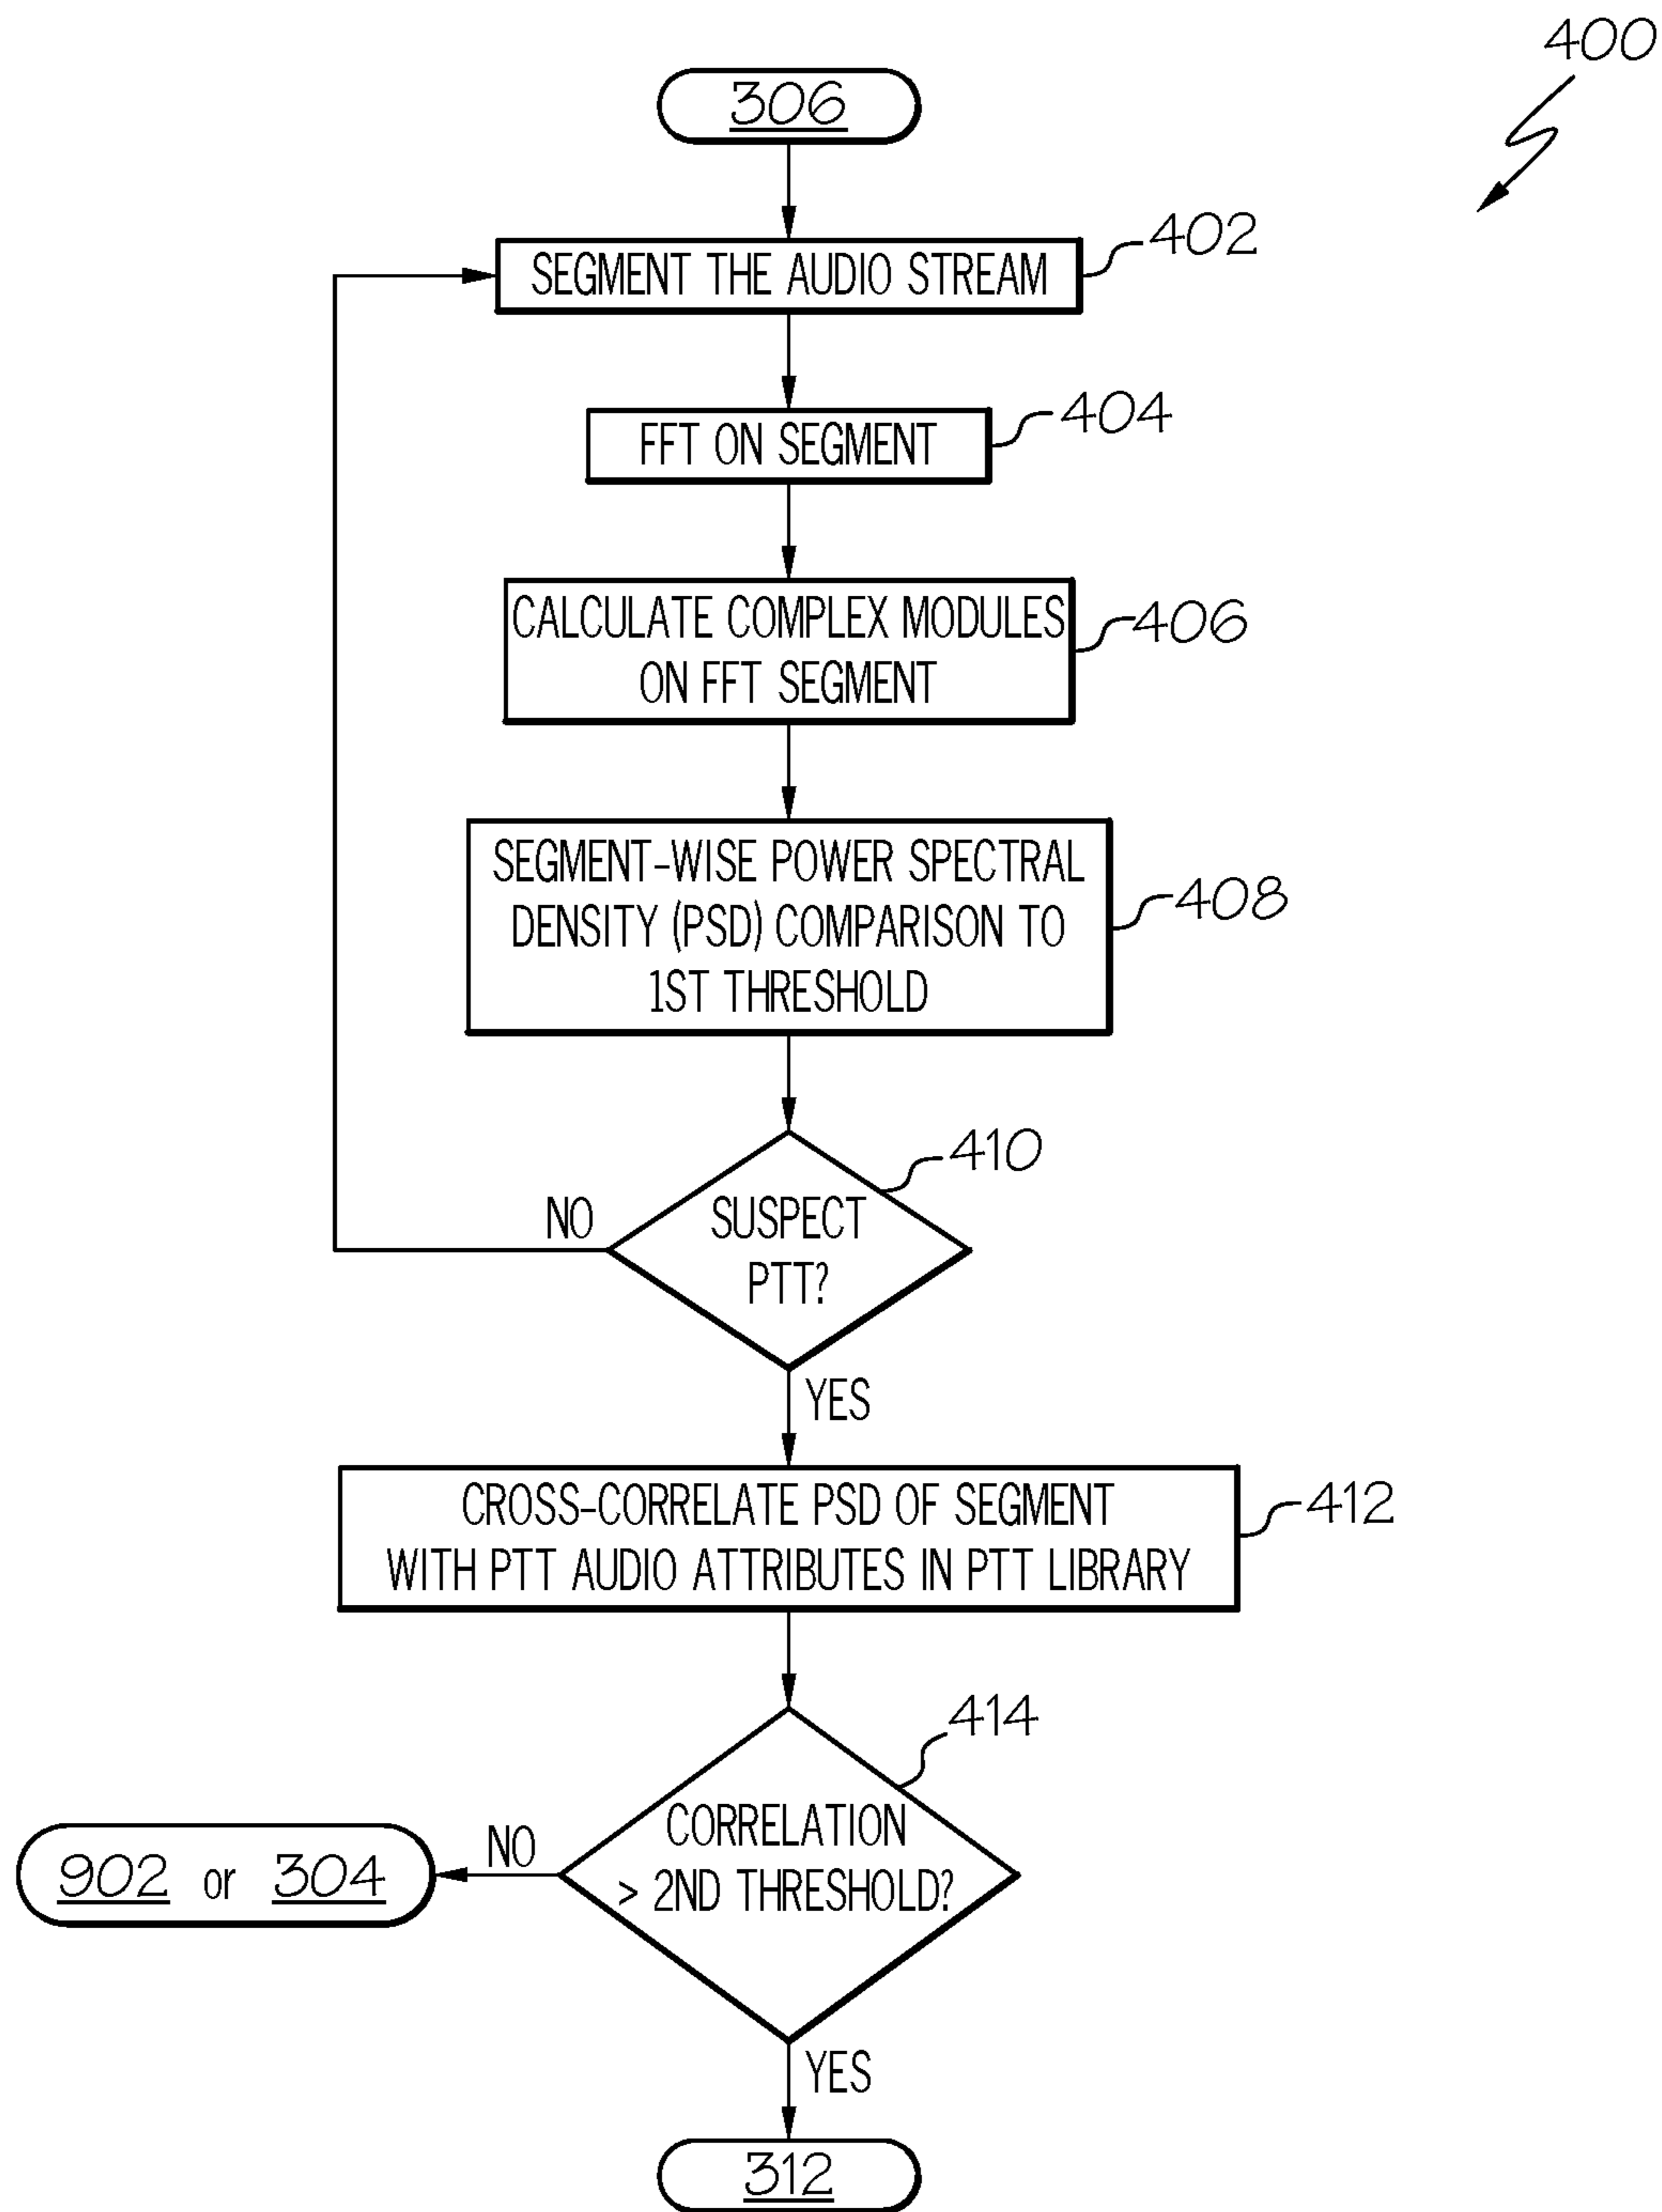 400
306
402
SEGMENT THE AUDIO STREAM
404
FFT ON SEGMENT
CALCULATE COMPLEX MODULES
406
ON FFT SEGMENT
SEGMENT-WISE POWER SPECTRAL
408
DENSITY (PSD) COMPARISON TO
1ST THRESHOLD
410
NO
SUSPECT
PTT?
YES
CROSS-CORRELATE PSD OF SEGMENT
412
WITH PTT AUDIO ATTRIBUTES IN PTT LIBRARY
414
CORRELATION
> 2ND THRESHOLD?
NO
902 or 304
YES
312